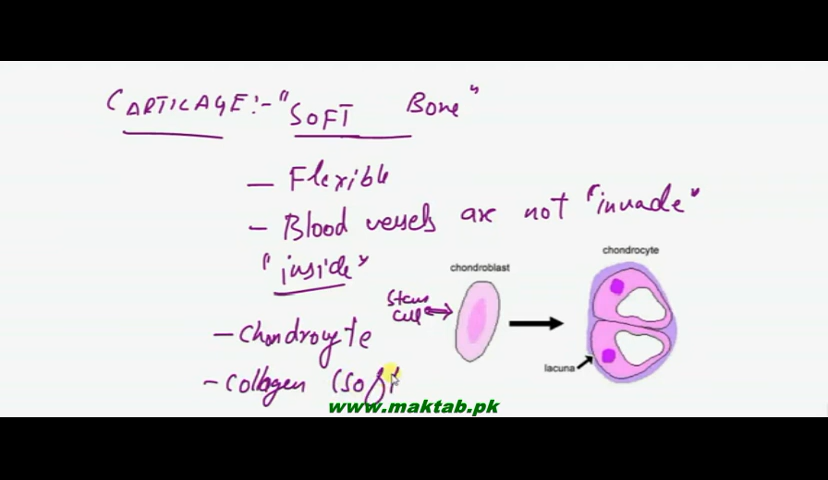 CARTILAGE:- "SOFT Bone"
- Flexible
- Blood vessels are not "invade"
"inside"
chondrocyte
chondroblast
Stem
Cell
- Chondrocyte
lacuna
- Collagen (Soft
www.maktab.pk